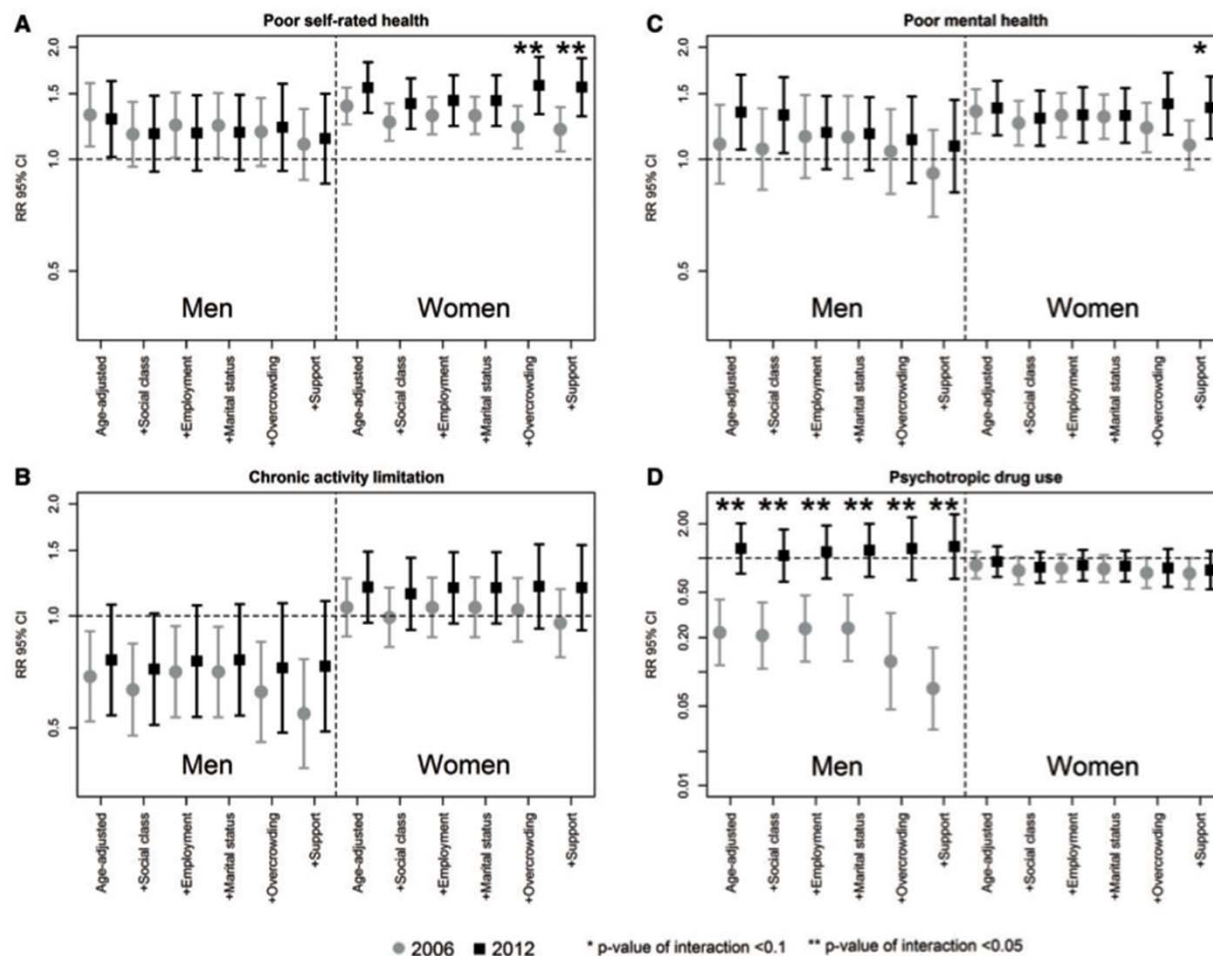 A
Poor self-rated health
** **
2.0
1.5
1.0
0.5
RR 95% CI
Men
Women
Age-adjusted
+Social class
+Employment
+Marital status
+Overcrowding
+Support
Age-adjusted
+Social class
+Employment
+Marital status
+Overcrowding
+Support
C
Poor mental health
*
2.0
1.5
1.0
0.5
RR 95% CI
Men
Women
Age-adjusted
+Social class
+Employment
+Marital status
+Overcrowding
+Support
Age-adjusted
+Social class
+Employment
+Marital status
+Overcrowding
+Support
B
Chronic activity limitation
2.0
1.5
1.0
0.5
RR 95% CI
Men
Women
Age-adjusted
+Social class
+Employment
+Marital status
+Overcrowding
+Support
Age-adjusted
+Social class
+Employment
+Marital status
+Overcrowding
+Support
D
Psychotropic drug use
** ** ** ** ** **
2.00
0.50
0.20
0.05
0.01
RR 95% CI
Men
Women
Age-adjusted
+Social class
+Employment
+Marital status
+Overcrowding
+Support
Age-adjusted
+Social class
+Employment
+Marital status
+Overcrowding
+Support
2006 2012 * p-value of interaction <0.1 ** p-value of interaction <0.05